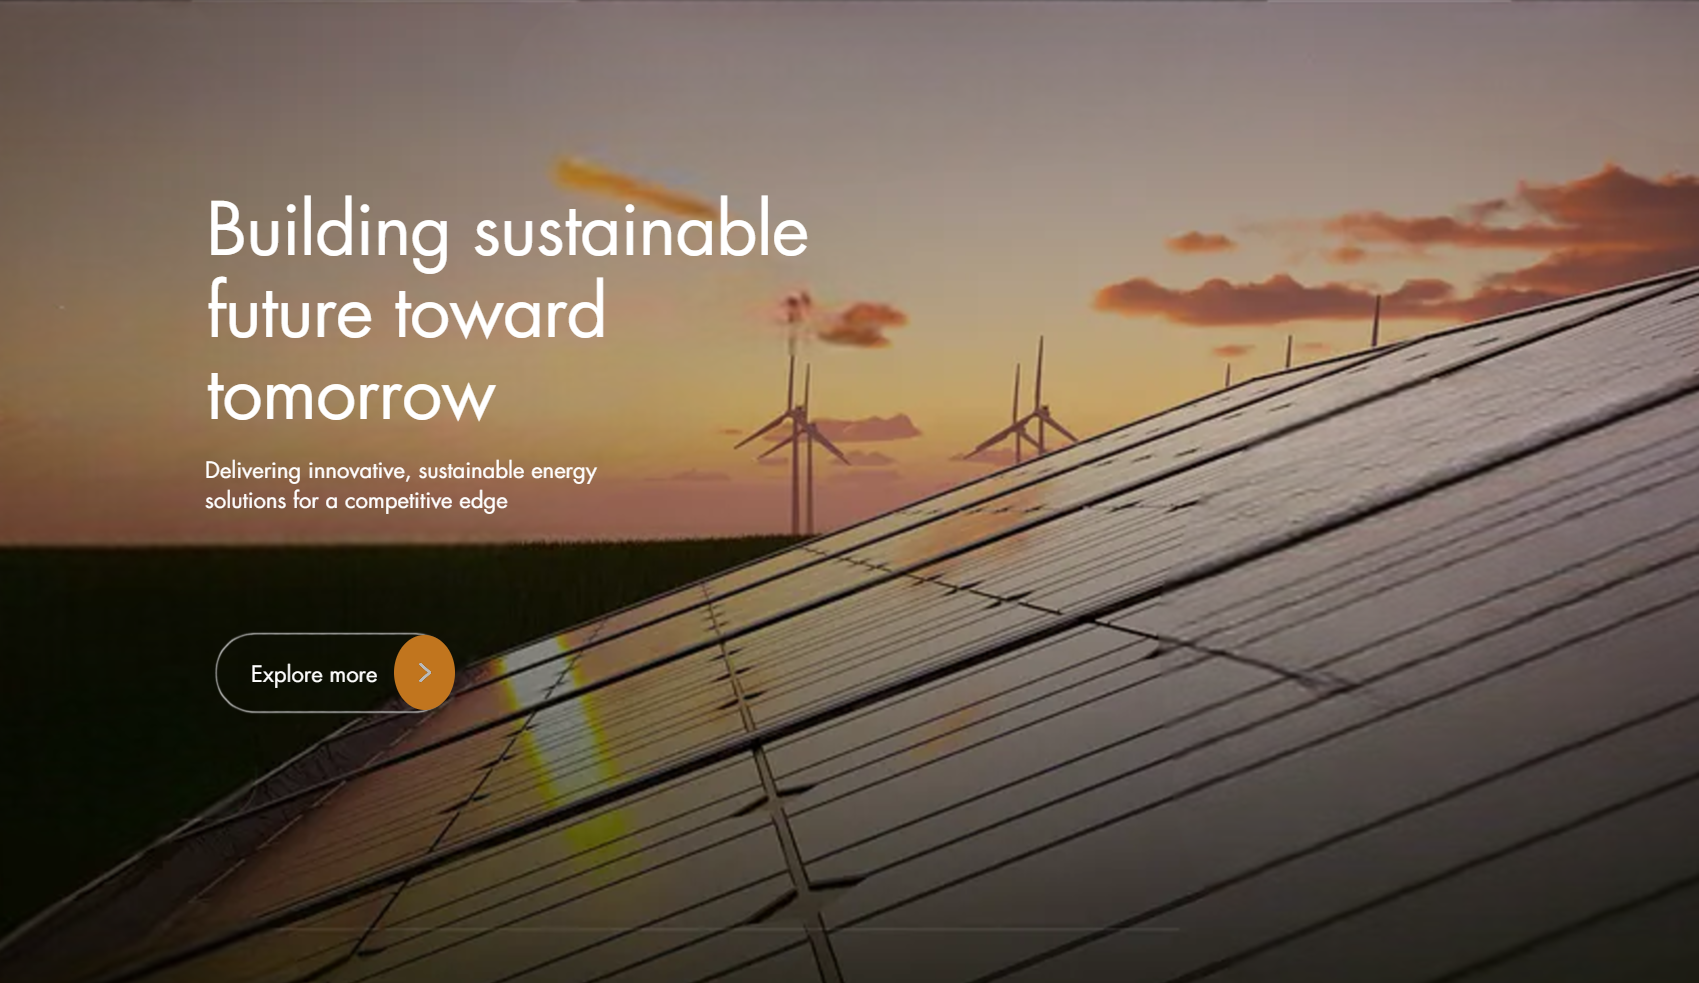 Building sustainable
future toward
tomorrow
Delivering innovative, sustainable energy
solutions for a competitive edge
Explore more